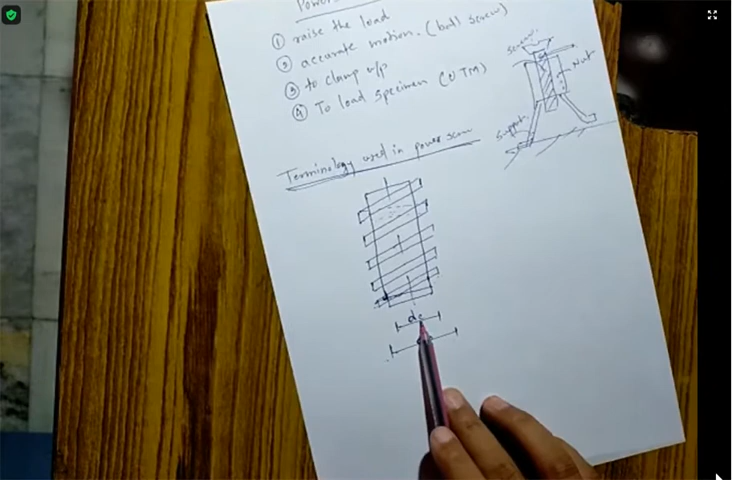 Power
① raise the load
② accurate motion. (ball screw)
③ to clamp w/p
④ To load specimen (UTM)
Screw
Nut
Support
Terminology used in power screw
dc